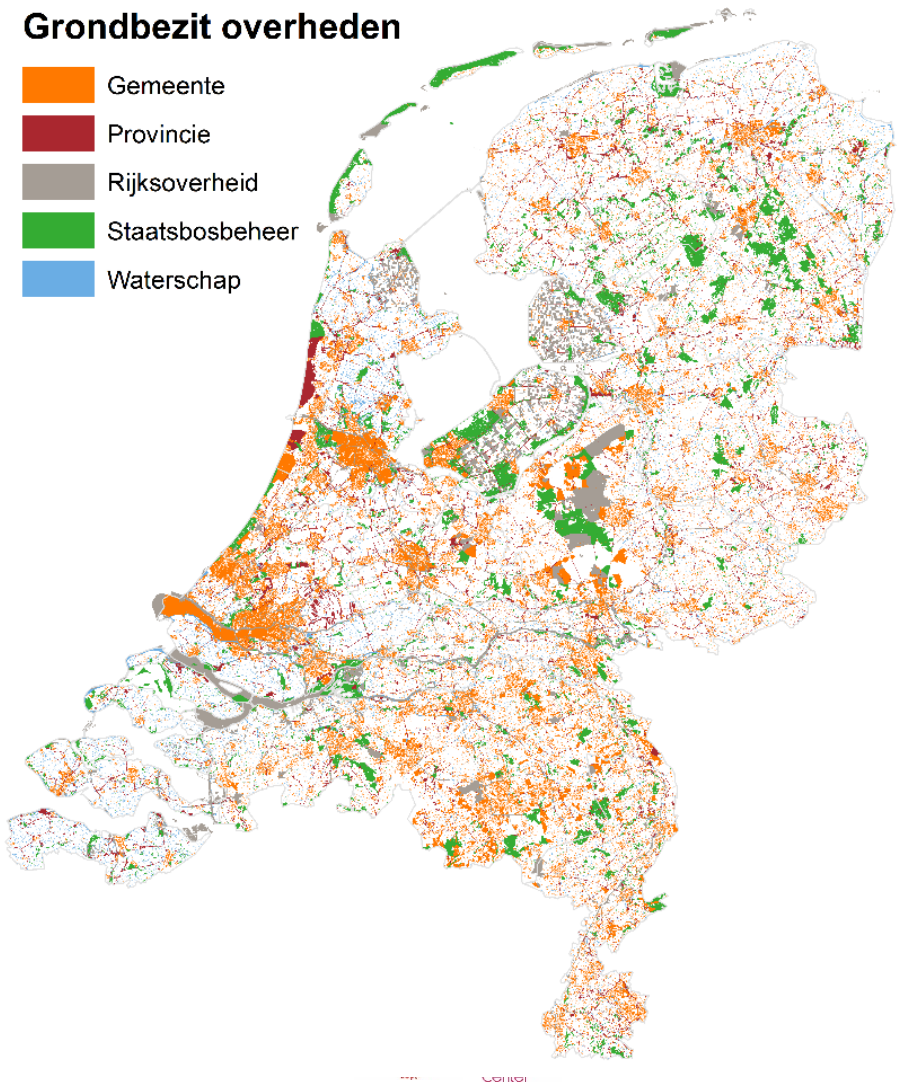 Grondbezit overheden
Gemeente
Provincie
Rijksoverheid
Staatsbosbeheer
Waterschap
Center